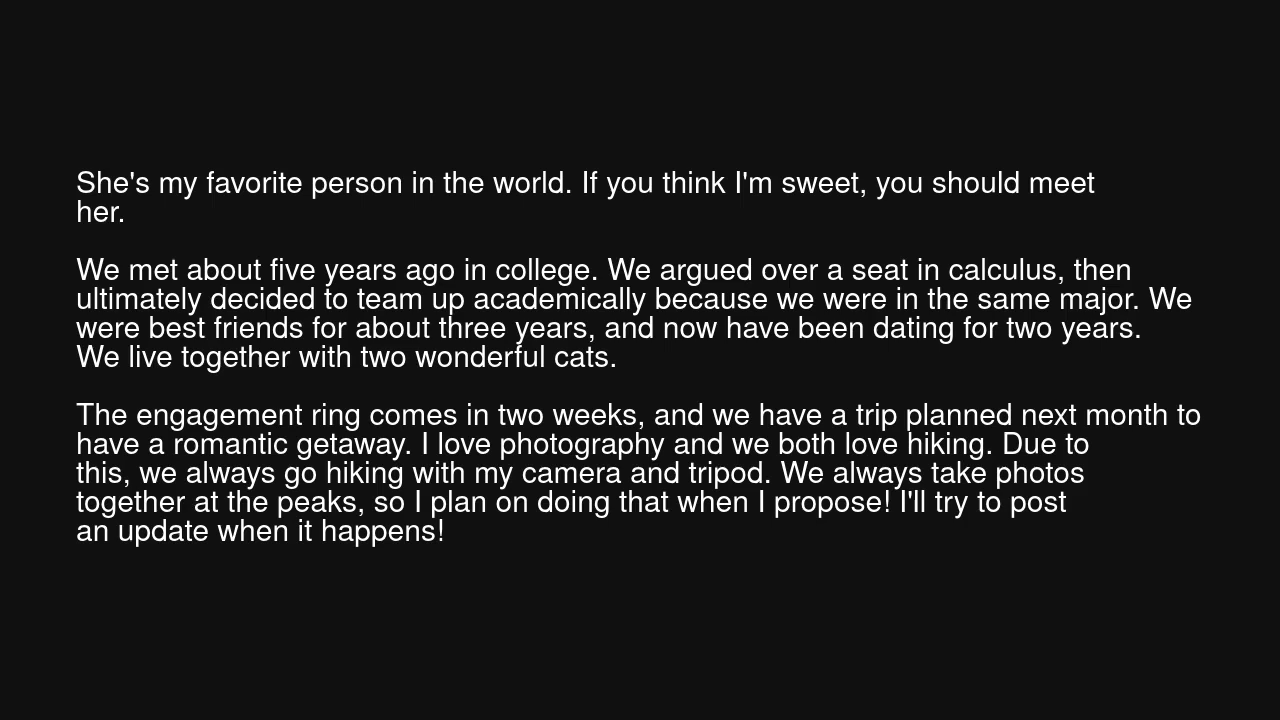 She's my favorite person in the world. If you think I'm sweet, you should meet
her.
We met about five years ago in college. We argued over a seat in calculus, then
ultimately decided to team up academically because we were in the same major. We
were best friends for about three years, and now have been dating for two years.
We live together with two wonderful cats.
The engagement ring comes in two weeks, and we have a trip planned next month to
have a romantic getaway. I love photography and we both love hiking. Due to
this, we always go hiking with my camera and tripod. We always take photos
together at the peaks, so I plan on doing that when I propose! I'll try to post
an update when it happens!